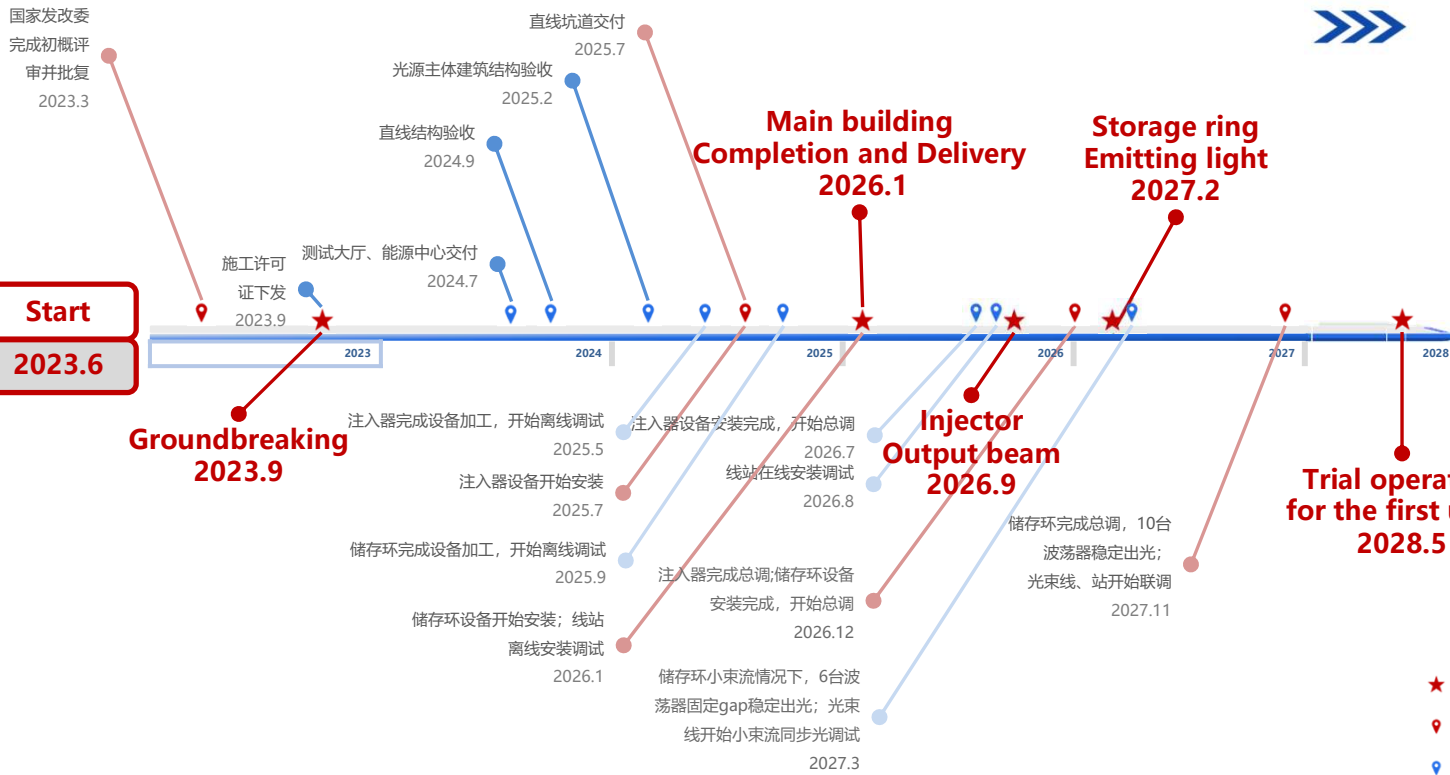 国家发改委
完成初概评
审并批复
2023.3
直线坑道交付
2025.7
光源主体建筑结构验收
2025.2
直线结构验收
2024.9
Main building
Completion and Delivery
2026.1
Storage ring
Emitting light
2027.2
测试大厅、能源中心交付
2024.7
施工许可
证下发
2023.9
Start
2023.6
2023
2024
2025
2026
2027
2028
Groundbreaking
2023.9
注入器完成设备加工，开始离线调试
2025.5
注入器设备开始安装
2025.7
储存环完成设备加工，开始离线调试
2025.9
储存环设备开始安装；线站
离线安装调试
2026.1
注入器设备安装完成，开始总调
2026.7
线站在线安装调试
2026.8
Injector
Output beam
2026.9
注入器完成总调;储存环设备
安装完成，开始总调
2026.12
储存环小束流情况下，6台波
荡器固定gap稳定出光；光束
线开始小束流同步光调试
2027.3
储存环完成总调，10台
波荡器稳定出光；
光束线、站开始联调
2027.11
Trial operat
for the first
2028.5